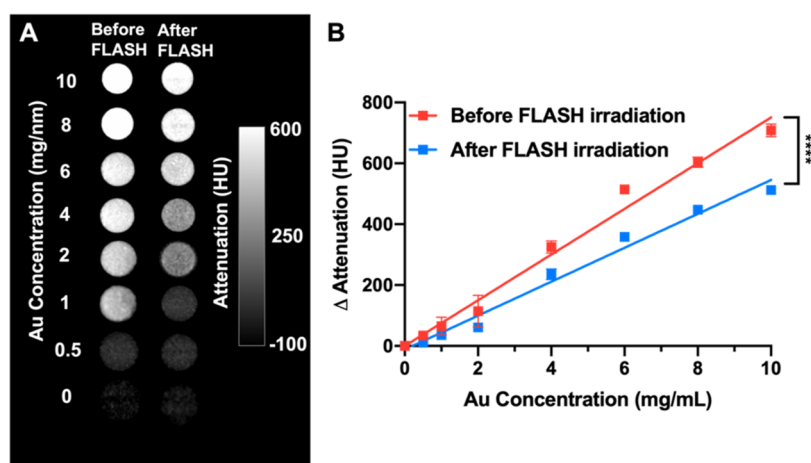 A
Before
FLASH
After
FLASH
Au Concentration (mg/nm)
10
8
6
4
2
1
0.5
0
Attenuation (HU)
600
250
-100
B
Δ Attenuation (HU)
800
600
400
200
0
Before FLASH irradiation
After FLASH irradiation
****
0
2
4
6
8
10
Au Concentration (mg/mL)